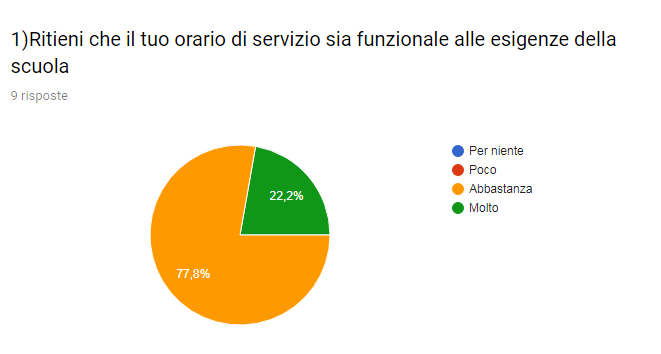 1)Ritieni che il tuo orario di servizio sia funzionale alle esigenze della
scuola
9 risposte
Per niente
Poco
Abbastanza
Molto
22,2%
77,8%